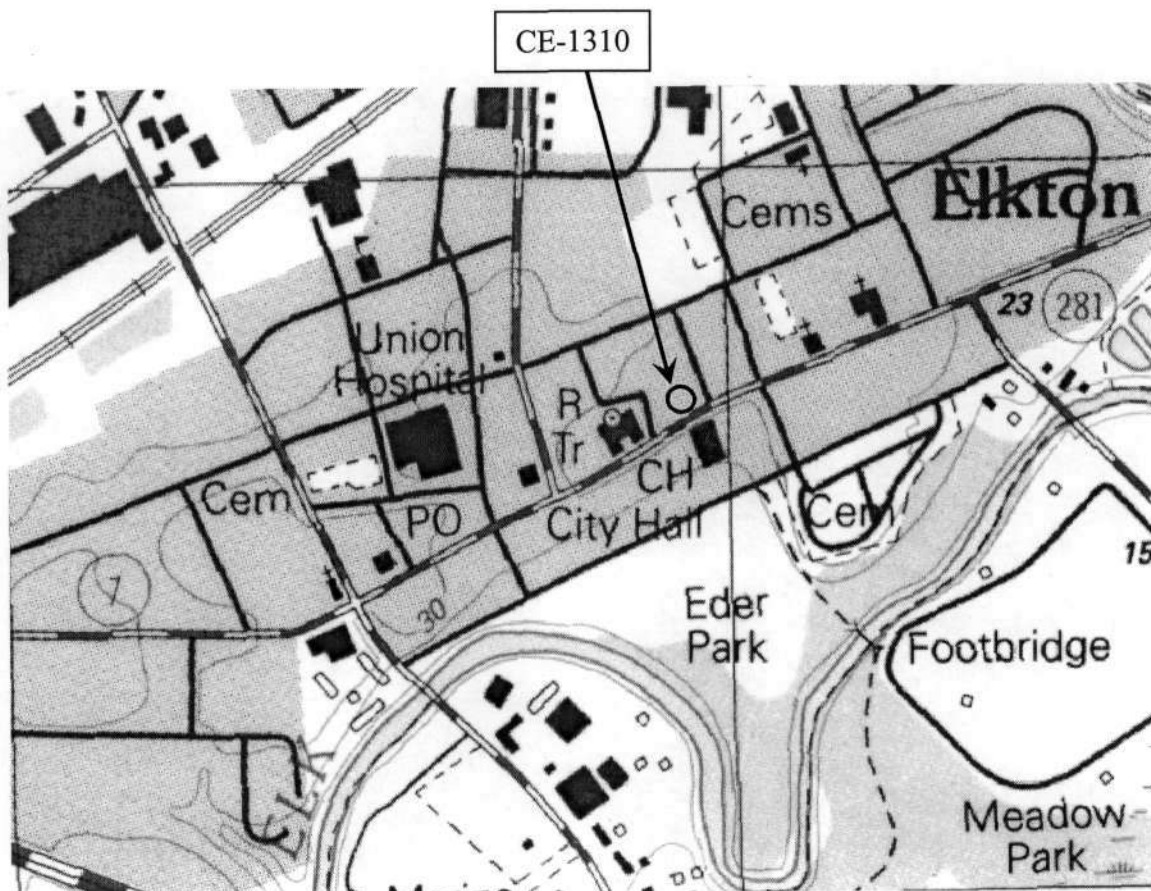 CE-1310
Cems
Elkton
23
281
Union
Hospital
R
Tr
CH
City Hall
Cem
PO
Cem
7
15
30
Eder
Park
Footbridge
Meadow
Park